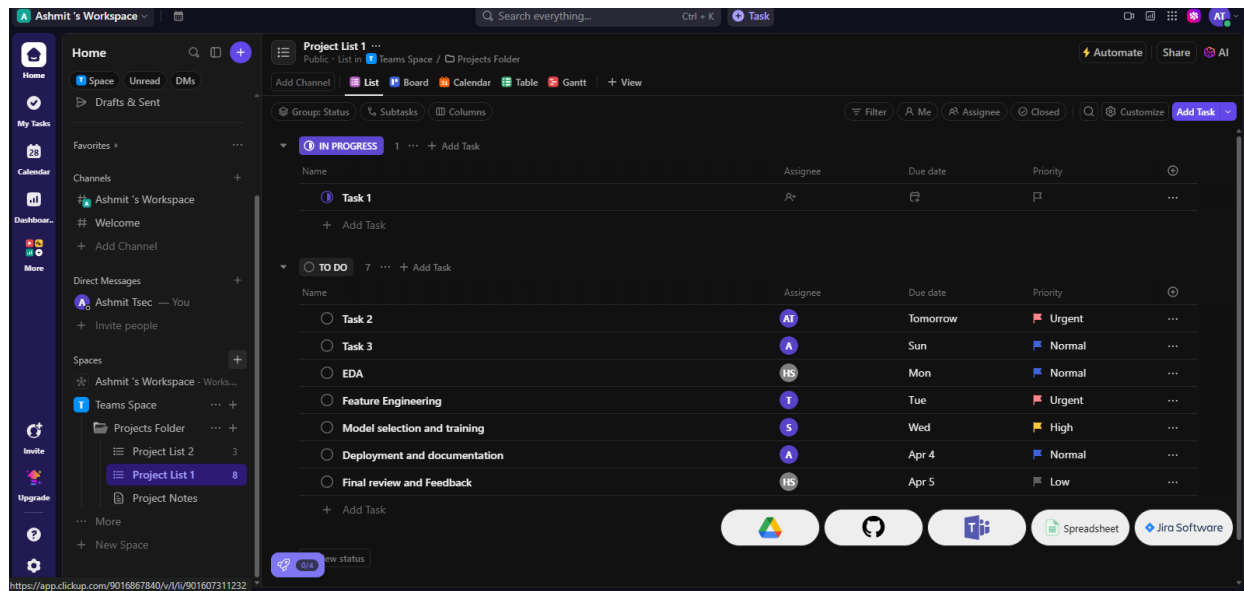 A Ashmit 's Workspace
Search everything... Ctrl + K Task
AT
Home
My Tasks
28
Calendar
Dashboar..
More
Invite
Upgrade
Home
T Space Unread DMs
Drafts & Sent
Favorites
Channels
Ashmit 's Workspace
# Welcome
+ Add Channel
Direct Messages
A Ashmit Tsec — You
+ Invite people
Spaces
Ashmit 's Workspace - Works...
T Teams Space
Projects Folder
Project List 2 3
Project List 1 8
Project Notes
More
+ New Space
https://app.clickup.com/9016867840/v/l/li/901607311232
Project List 1 ...
Public · List in T Teams Space / Projects Folder
Automate Share AI
Add Channel List Board Calendar Table Gantt + View
Group: Status Subtasks Columns Filter Me Assignee Closed Customize Add Task
IN PROGRESS 1 ... + Add Task
Name Assignee Due date Priority
Task 1
+ Add Task
TO DO 7 ... + Add Task
Name Assignee Due date Priority
Task 2 AT Tomorrow Urgent
Task 3 A Sun Normal
EDA HS Mon Normal
Feature Engineering T Tue Urgent
Model selection and training S Wed High
Deployment and documentation A Apr 4 Normal
Final review and Feedback HS Apr 5 Low
+ Add Task
Spreadsheet Jira Software
0/4 ew status